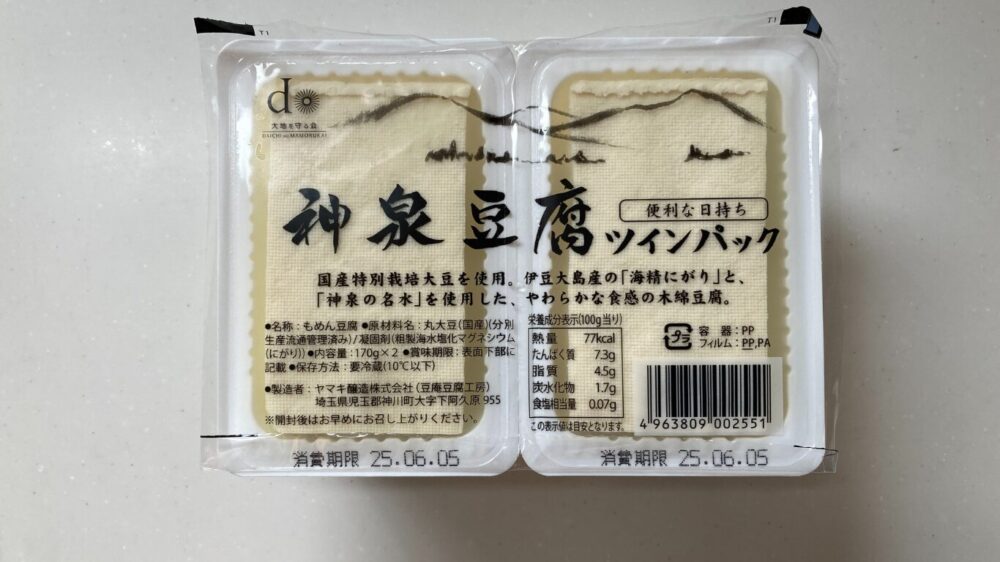 T1
T1
do
大地を守る会
DAICHI WO MAMORUKAI
神泉豆腐
便利な日持ち
ツインパック
国産特別栽培大豆を使用。伊豆大島産の「海精にがり」と、
「神泉の名水」を使用した、やわらかな食感の木綿豆腐。
●名称:もめん豆腐 ●原材料名:丸大豆(国産)(分別
生産流通管理済み)/凝固剤(粗製海水塩化マグネシウム
(にがり)) ●内容量:170g×2 ●賞味期限:表面下部に
記載 ●保存方法:要冷蔵(10℃以下)
●製造者:ヤマキ醸造株式会社(豆庵豆腐工房)
埼玉県児玉郡神川町大字下阿久原955
※開封後はお早めにお召し上がりください。
栄養成分表示(100g当り)
熱量 77kcal
たんぱく質 7.3g
脂質 4.5g
炭水化物 1.7g
食塩相当量 0.07g
この表示値は目安となります。
プラ
容器:PP
フィルム:PP,PA
4 963809 002551
消費期限 25.06.05
消費期限 25.06.05